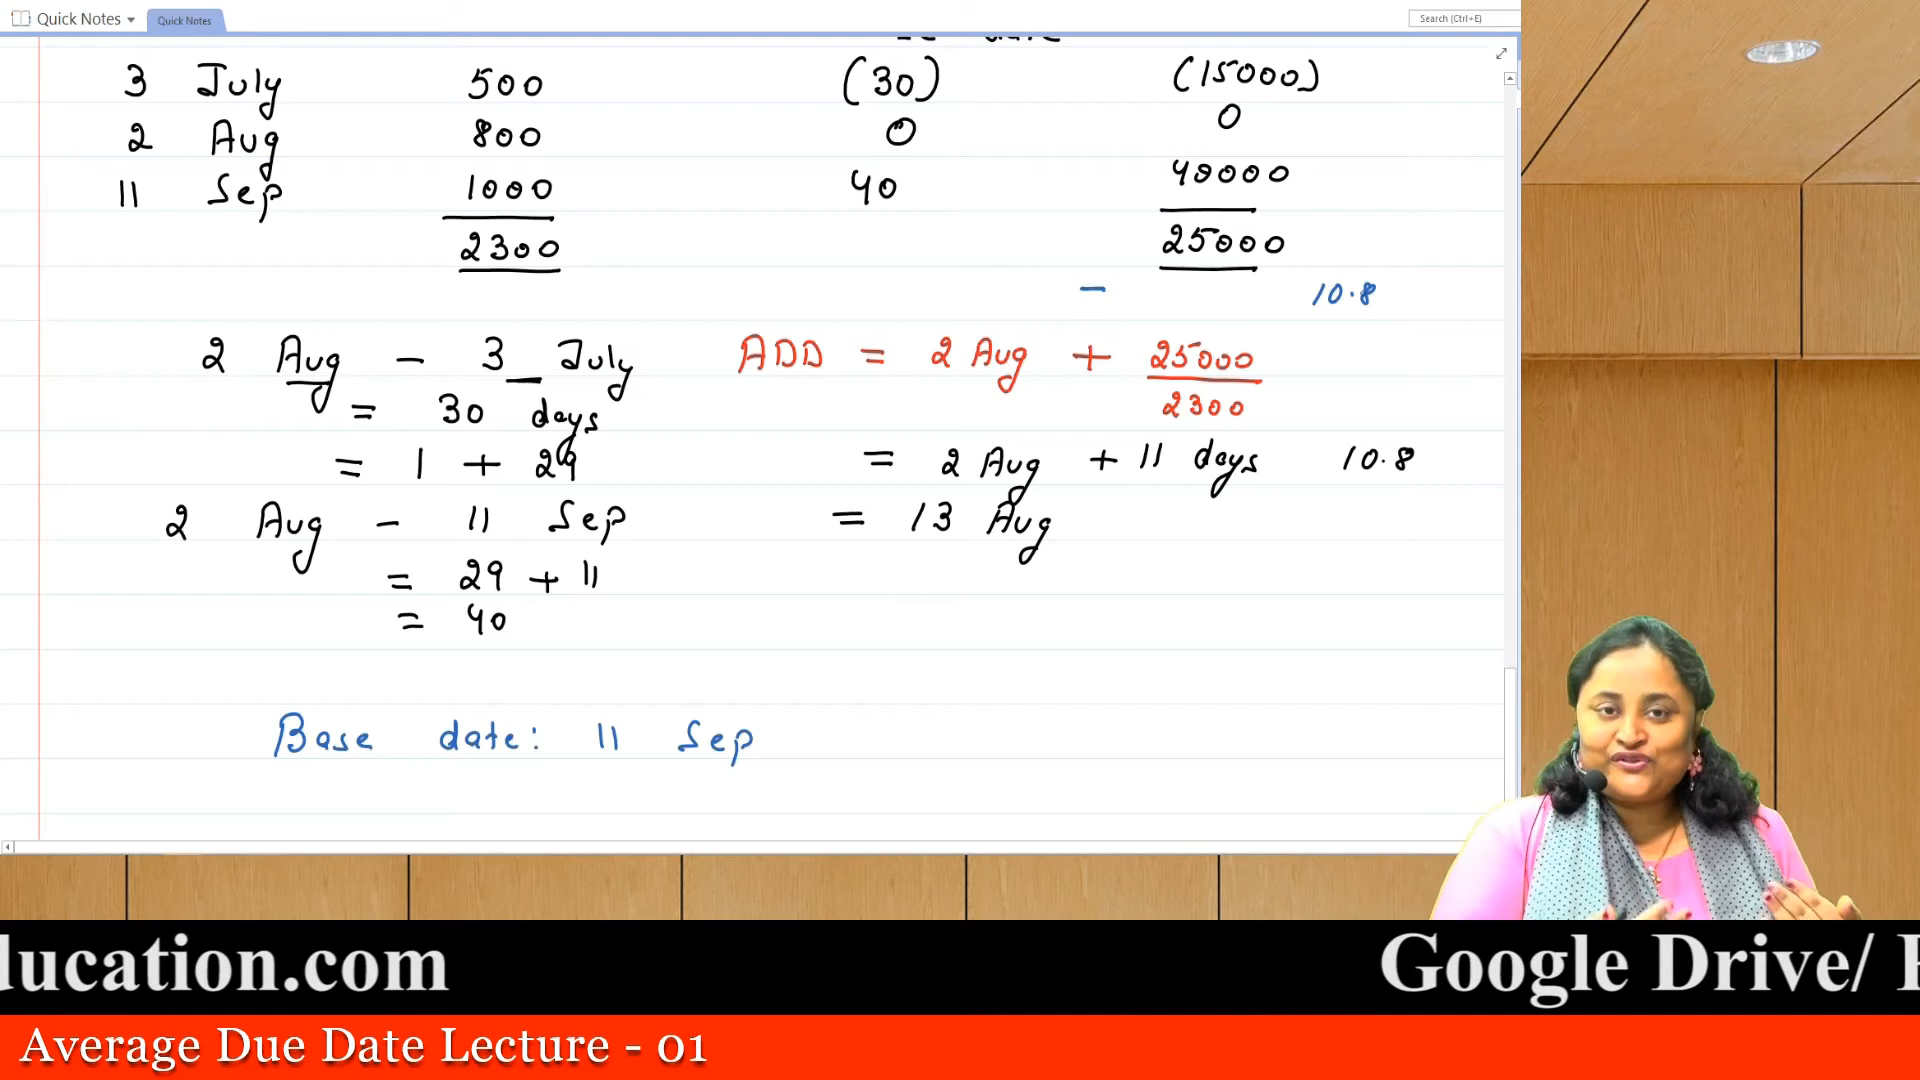 Quick Notes
Quick Notes
Search (Ctrl+E)
date
3 July 500 (30) (15000)
2 Aug 800 0 0
11 Sep 1000 40 40000
2300 25000
- 10.8
2 Aug - 3 July
= 30 days
= 1 + 29
2 Aug - 11 Sep
= 29 + 11
= 40
ADD = 2 Aug + 25000
2300
= 2 Aug + 11 days 10.8
= 13 Aug
Base date: 11 Sep
ducation.com Google Drive/
Average Due Date Lecture - 01